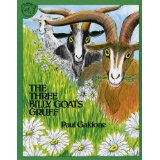 THE
THREE
BILLY GOATS
GRUFF
Paul Galdone